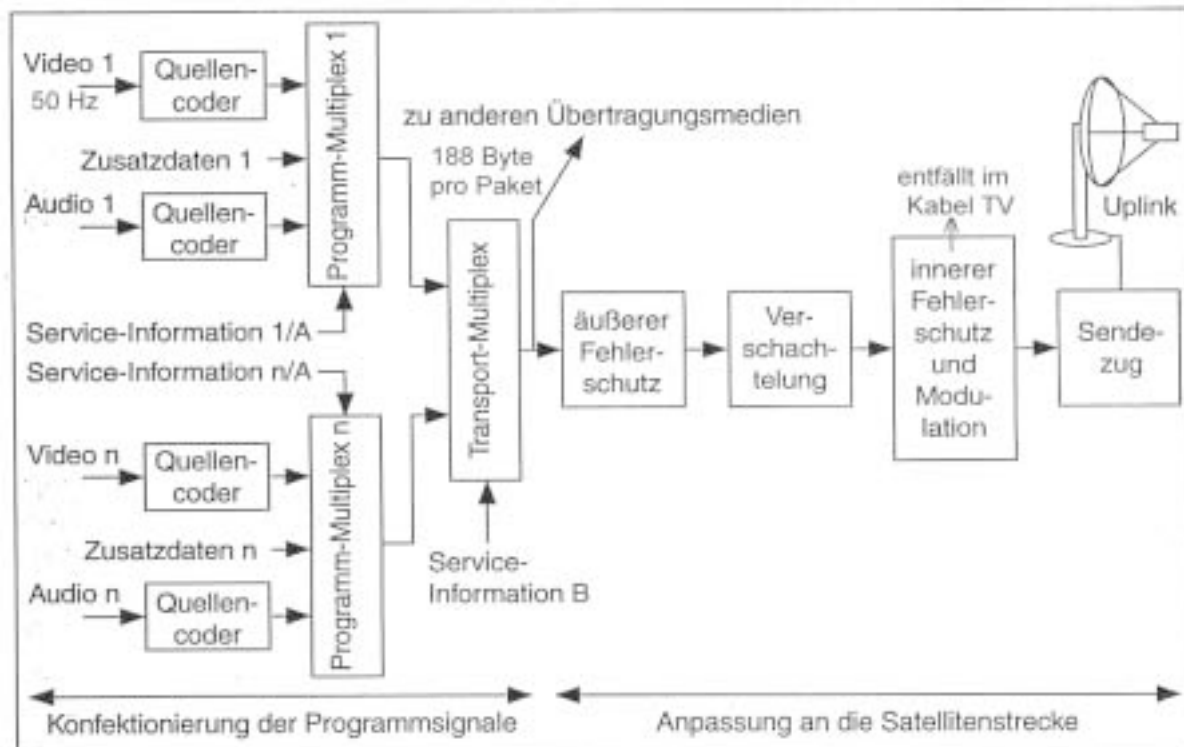 Video 1
50 Hz
Quellen-
coder
Zusatzdaten 1
Audio 1
Quellen-
coder
Programm-Multiplex 1
Service-Information 1/A
Service-Information n/A
Video n
Quellen-
coder
Zusatzdaten n
Audio n
Quellen-
coder
Programm-Multiplex n
zu anderen Übertragungsmedien
188 Byte
pro Paket
Transport-Multiplex
Service-
Information B
äußerer
Fehler-
schutz
Ver-
schach-
telung
entfällt im
Kabel TV
innerer
Fehler-
schutz
und
Modu-
lation
Uplink
Sende-
zug
Konfektionierung der Programmsignale
Anpassung an die Satellitenstrecke